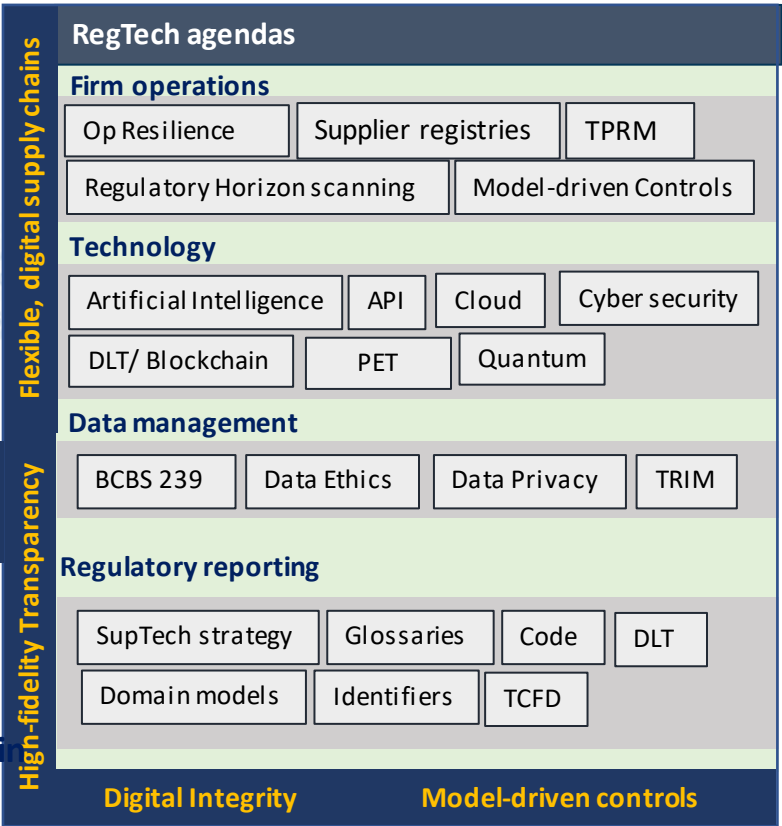 RegTech agendas
Flexible, digital supply chains
Firm operations
Op Resilience Supplier registries TPRM
Regulatory Horizon scanning Model-driven Controls
Technology
Artificial Intelligence API Cloud Cyber security
DLT/ Blockchain PET Quantum
Data management
High-fidelity Transparency
BCBS 239 Data Ethics Data Privacy TRIM
Regulatory reporting
SupTech strategy Glossaries Code DLT
Domain models Identifiers TCFD
in
Digital Integrity Model-driven controls